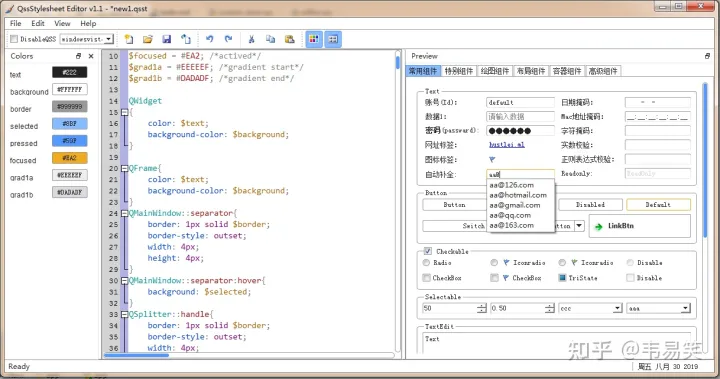 QssStylesheet Editor v1.1 - "new1.qsst"
File Edit View Help
DisableQSS windowsvist
Colors
text #222
background #FFFFFF
border #999999
selected #8BF
pressed #59F
focused #EA2
grad1a #EEEEEF
grad1b #DADADF
10 $focused = #EA2; /*actived*/
11 $grad1a = #EEEEEF; /*gradient start*/
12 $grad1b = #DADADF; /*gradient end*/
13
14 QWidget
15 {
16 color: $text;
17 background-color: $background;
18 }
19
20 QFrame{
21 color: $text;
22 background-color: $background;
23 }
24 QMainWindow::separator{
25 border: 1px solid $border;
26 border-style: outset;
27 width: 4px;
28 height: 4px;
29 }
30 QMainWindow::separator:hover{
31 background: $selected;
32 }
33 QSplitter::handle{
34 border: 1px solid $border;
35 border-style: outset;
36 width: 4px;
Preview
常用组件 特别组件 绘图组件 布局组件 容器组件 高级组件
Text
账号(Id): default 日期掩码: - -
数据1: 请输入数据 Mac地址掩码: __:__:__:__:__:__
密码(passward): ●●●●●● 字符掩码:
网址标签: hustlei.ml 实数校验:
图标标签: 正则表达式校验:
自动补全: aa@ Readonly: ReadOnly
aa@126.com
aa@hotmail.com
aa@gmail.com
aa@qq.com
aa@163.com
Button
Button Disabled Default
Switch LinkBtn
Checkable
Radio Iconradio Iconradio Disable
CheckBox CheckBox TriState Disable
Selectable
50 0.50 ccc aaa
TextEdit
Text
知乎 @韦易笑
Ready 周五 八月 30 2019